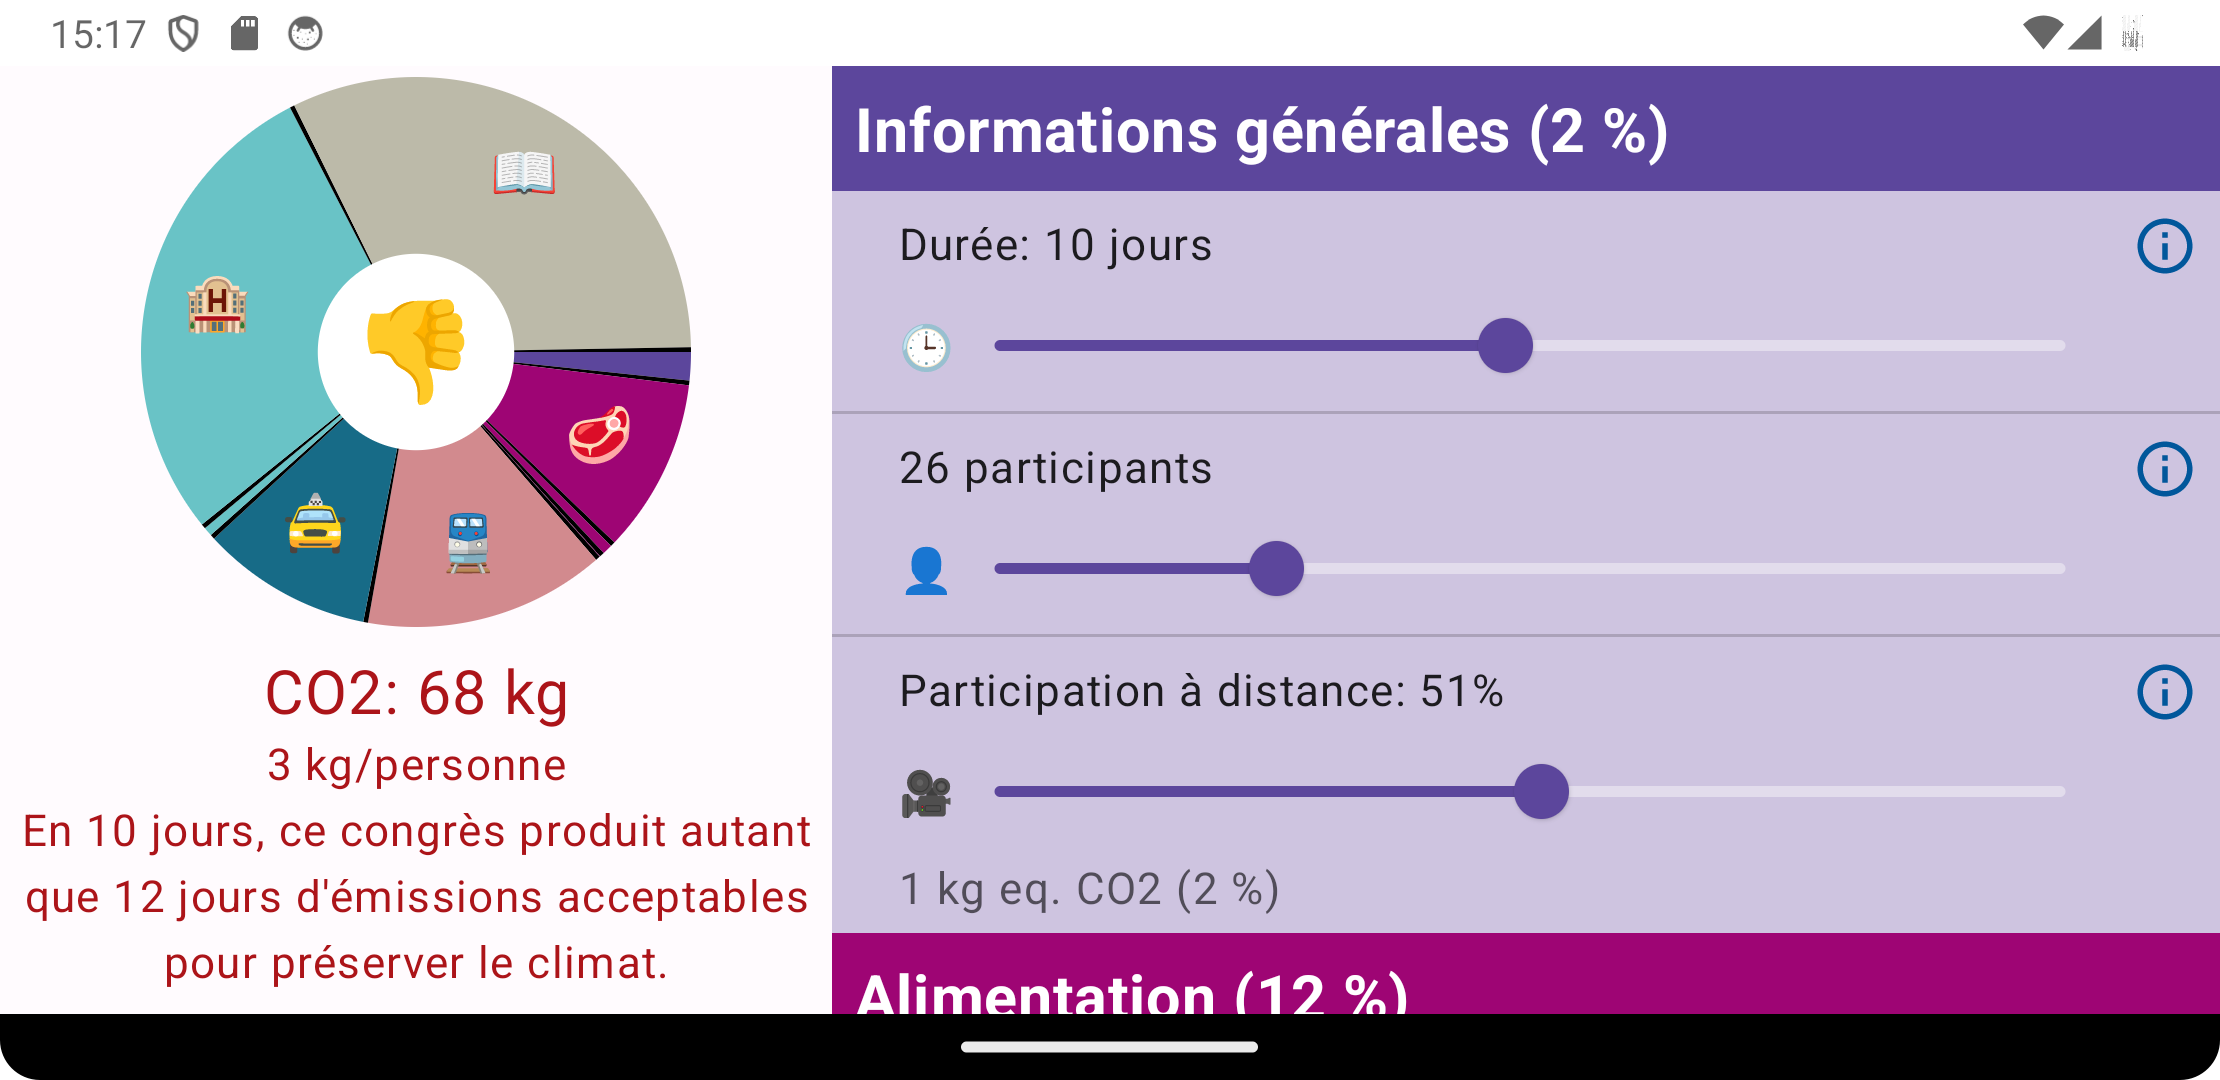 15:17
CO2: 68 kg
3 kg/personne
En 10 jours, ce congrès produit autant
que 12 jours d'émissions acceptables
pour préserver le climat.
Informations générales (2 %)
Durée: 10 jours
26 participants
Participation à distance: 51%
1 kg eq. CO2 (2 %)
Alimentation (12 %)